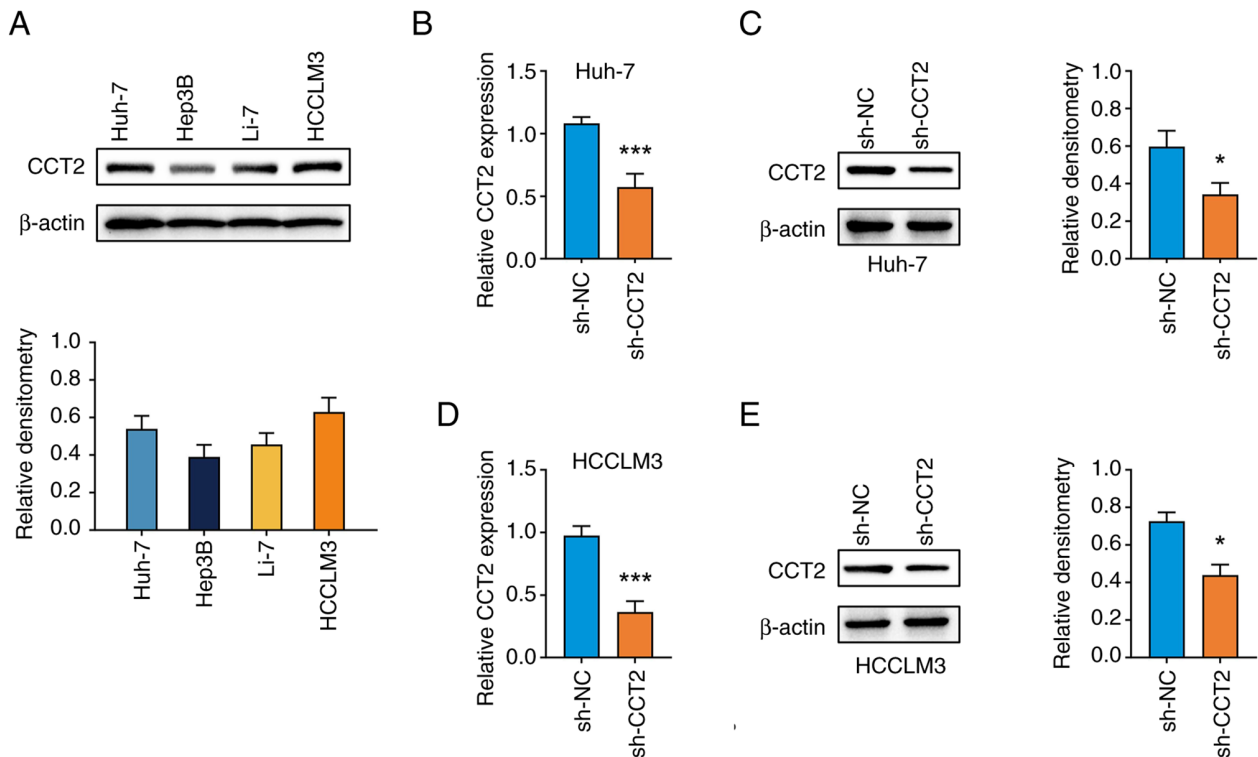 A
Huh-7
Hep3B
Li-7
HCCLM3
CCT2
β-actin
Relative densitometry
1.0
0.8
0.6
0.4
0.2
0.0
Huh-7
Hep3B
Li-7
HCCLM3
B
Huh-7
Relative CCT2 expression
1.5
1.0
0.5
0.0
***
sh-NC
sh-CCT2
C
sh-NC
sh-CCT2
CCT2
β-actin
Huh-7
Relative densitometry
1.0
0.8
0.6
0.4
0.2
0.0
*
sh-NC
sh-CCT2
D
HCCLM3
Relative CCT2 expression
1.5
1.0
0.5
0.0
***
sh-NC
sh-CCT2
E
sh-NC
sh-CCT2
CCT2
β-actin
HCCLM3
Relative densitometry
1.0
0.8
0.6
0.4
0.2
0.0
*
sh-NC
sh-CCT2